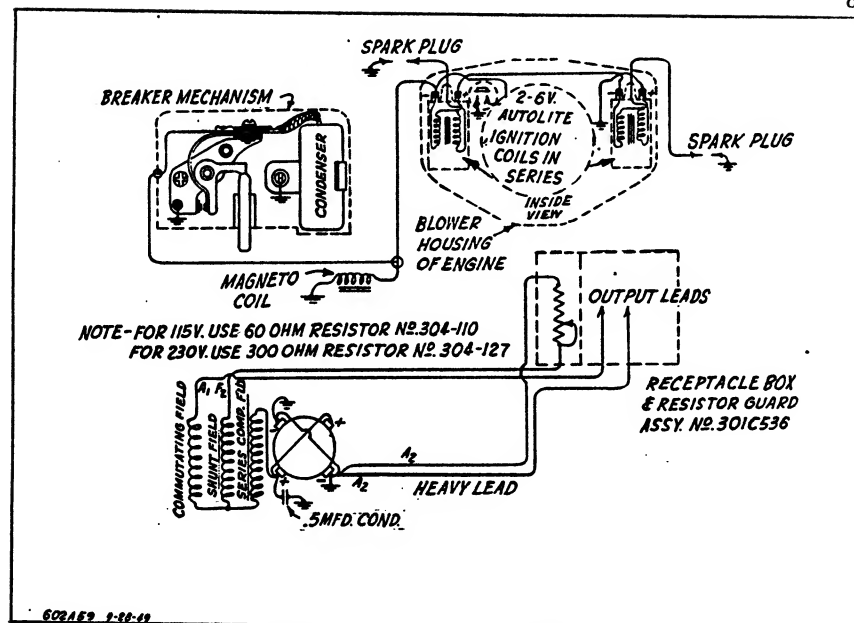 SPARK PLUG
BREAKER MECHANISM
2-6V.
AUTOLITE
IGNITION
COILS IN
SERIES
INSIDE
VIEW
SPARK PLUG
CONDENSER
BLOWER
HOUSING
OF ENGINE
MAGNETO
COIL
OUTPUT LEADS
NOTE-FOR 115V. USE 60 OHM RESISTOR Nº. 304-110
FOR 230V. USE 300 OHM RESISTOR Nº. 304-127
RECEPTACLE BOX
& RESISTOR GUARD
ASSY. Nº. 301C536
A1 F2
COMMUTATING FIELD
SHUNT FIELD
SERIES COMP. FLD.
+
+
-
A2
A2
HEAVY LEAD
.5MFD. COND.
602A59 9-28-49